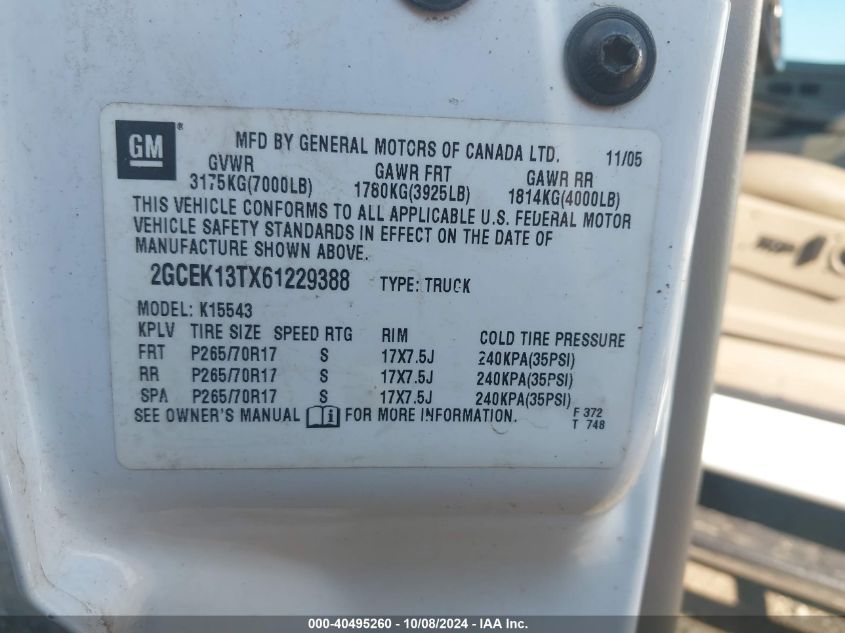 GM ®
MFD BY GENERAL MOTORS OF CANADA LTD. 11/05
GVWR GAWR FRT GAWR RR
3175KG(7000LB) 1780KG(3925LB) 1814KG(4000LB)
THIS VEHICLE CONFORMS TO ALL APPLICABLE U.S. FEDERAL MOTOR
VEHICLE SAFETY STANDARDS IN EFFECT ON THE DATE OF
MANUFACTURE SHOWN ABOVE.
2GCEK13TX61229388 TYPE: TRUCK
MODEL: K15543
KPLV TIRE SIZE SPEED RTG RIM COLD TIRE PRESSURE
FRT P265/70R17 S 17X7.5J 240KPA(35PSI)
RR P265/70R17 S 17X7.5J 240KPA(35PSI)
SPA P265/70R17 S 17X7.5J 240KPA(35PSI)
SEE OWNER'S MANUAL i FOR MORE INFORMATION.
F 372
T 748
000-40495260 - 10/08/2024 - IAA Inc.